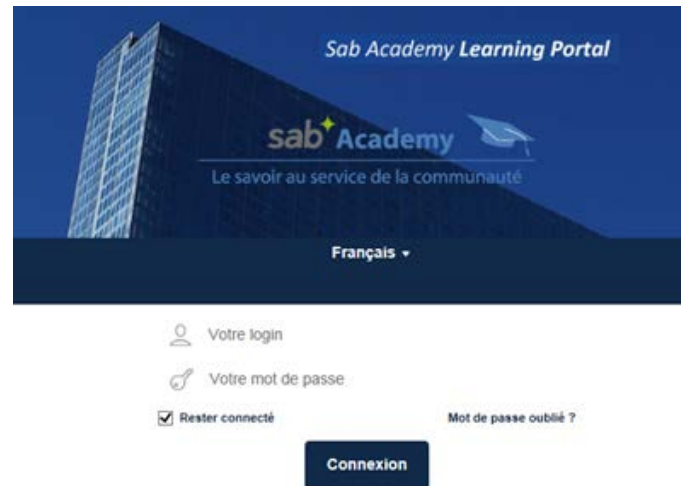 Sab Academy Learning Portal
sab Academy
Le savoir au service de la communauté
Français
Votre login
Votre mot de passe
Rester connecté
Mot de passe oublié ?
Connexion